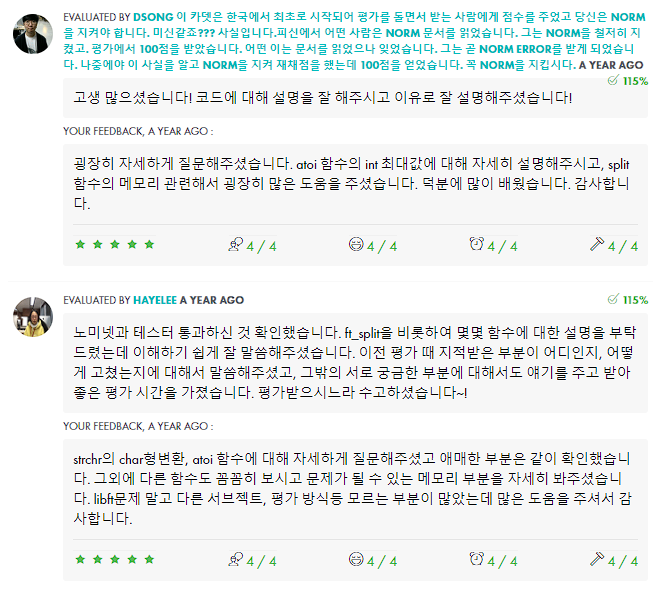 EVALUATED BY DSONG 이 카뎃은 한국에서 최초로 시작되어 평가를 돌면서 받는 사람에게 점수를 주었고 당신은 NORM
을 지켜야 합니다. 미신같죠??? 사실입니다.피신에서 어떤 사람은 NORM 문서를 읽었습니다. 그는 NORM을 철저히 지
켰고. 평가에서 100점을 받았습니다. 어떤 이는 문서를 읽었으나 잊었습니다. 그는 곧 NORM ERROR를 받게 되었습니
다. 나중에야 이 사실을 알고 NORM을 지켜 재채점을 했는데 100점을 얻었습니다. 꼭 NORM을 지킵시다. A YEAR AGO
115%
고생 많으셨습니다! 코드에 대해 설명을 잘 해주시고 이유로 잘 설명해주셨습니다!
YOUR FEEDBACK, A YEAR AGO :
굉장히 자세하게 질문해주셨습니다. atoi 함수의 int 최대값에 대해 자세히 설명해주시고, split
함수의 메모리 관련해서 굉장히 많은 도움을 주셨습니다. 덕분에 많이 배웠습니다. 감사합니
다.
4 / 4 4 / 4 4 / 4 4 / 4
EVALUATED BY HAYELEE A YEAR AGO 115%
노미넷과 테스터 통과하신 것 확인했습니다. ft_split을 비롯하여 몇몇 함수에 대한 설명을 부탁
드렸는데 이해하기 쉽게 잘 말씀해주셨습니다. 이전 평가 때 지적받은 부분이 어디인지, 어떻
게 고쳤는지에 대해서 말씀해주셨고, 그밖의 서로 궁금한 부분에 대해서도 얘기를 주고 받아
좋은 평가 시간을 가졌습니다. 평가받으시느라 수고하셨습니다~!
YOUR FEEDBACK, A YEAR AGO :
strchr의 char형변환, atoi 함수에 대해 자세하게 질문해주셨고 애매한 부분은 같이 확인했습니
다. 그외에 다른 함수도 꼼꼼히 보시고 문제가 될 수 있는 메모리 부분을 자세히 봐주셨습니
다. libft문제 말고 다른 서브젝트, 평가 방식등 모르는 부분이 많았는데 많은 도움을 주셔서 감
사합니다.
4 / 4 4 / 4 4 / 4 4 / 4